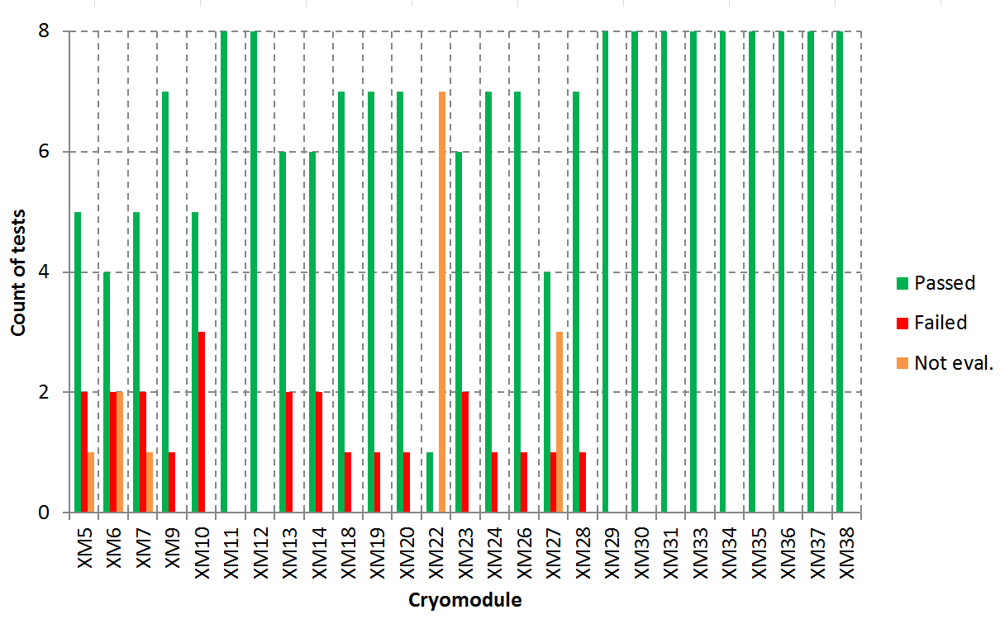 8
6
4
2
0
Count of tests
XM5 XM6 XM7 XM9 XM10 XM11 XM12 XM13 XM14 XM18 XM19 XM20 XM22 XM23 XM24 XM26 XM27 XM28 XM29 XM30 XM31 XM33 XM34 XM35 XM36 XM37 XM38
Cryomodule
Passed
Failed
Not eval.